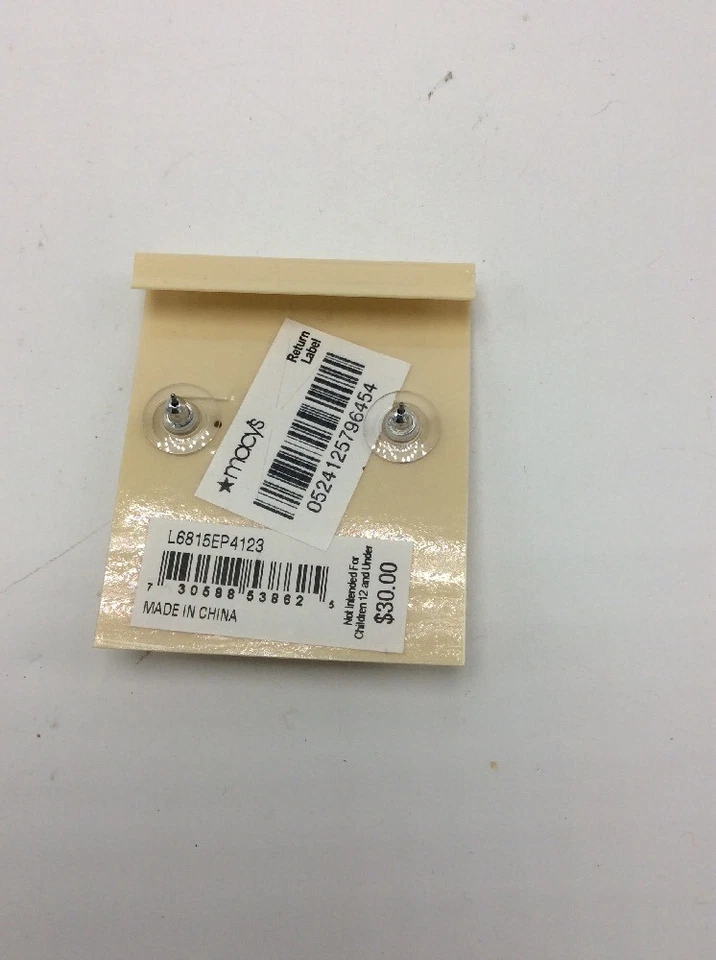 Return
Label
★macy's
0524125796454
L6815EP4123
7 30588 53862 5
MADE IN CHINA
Not Intended For
Children 12 and Under
$30.00